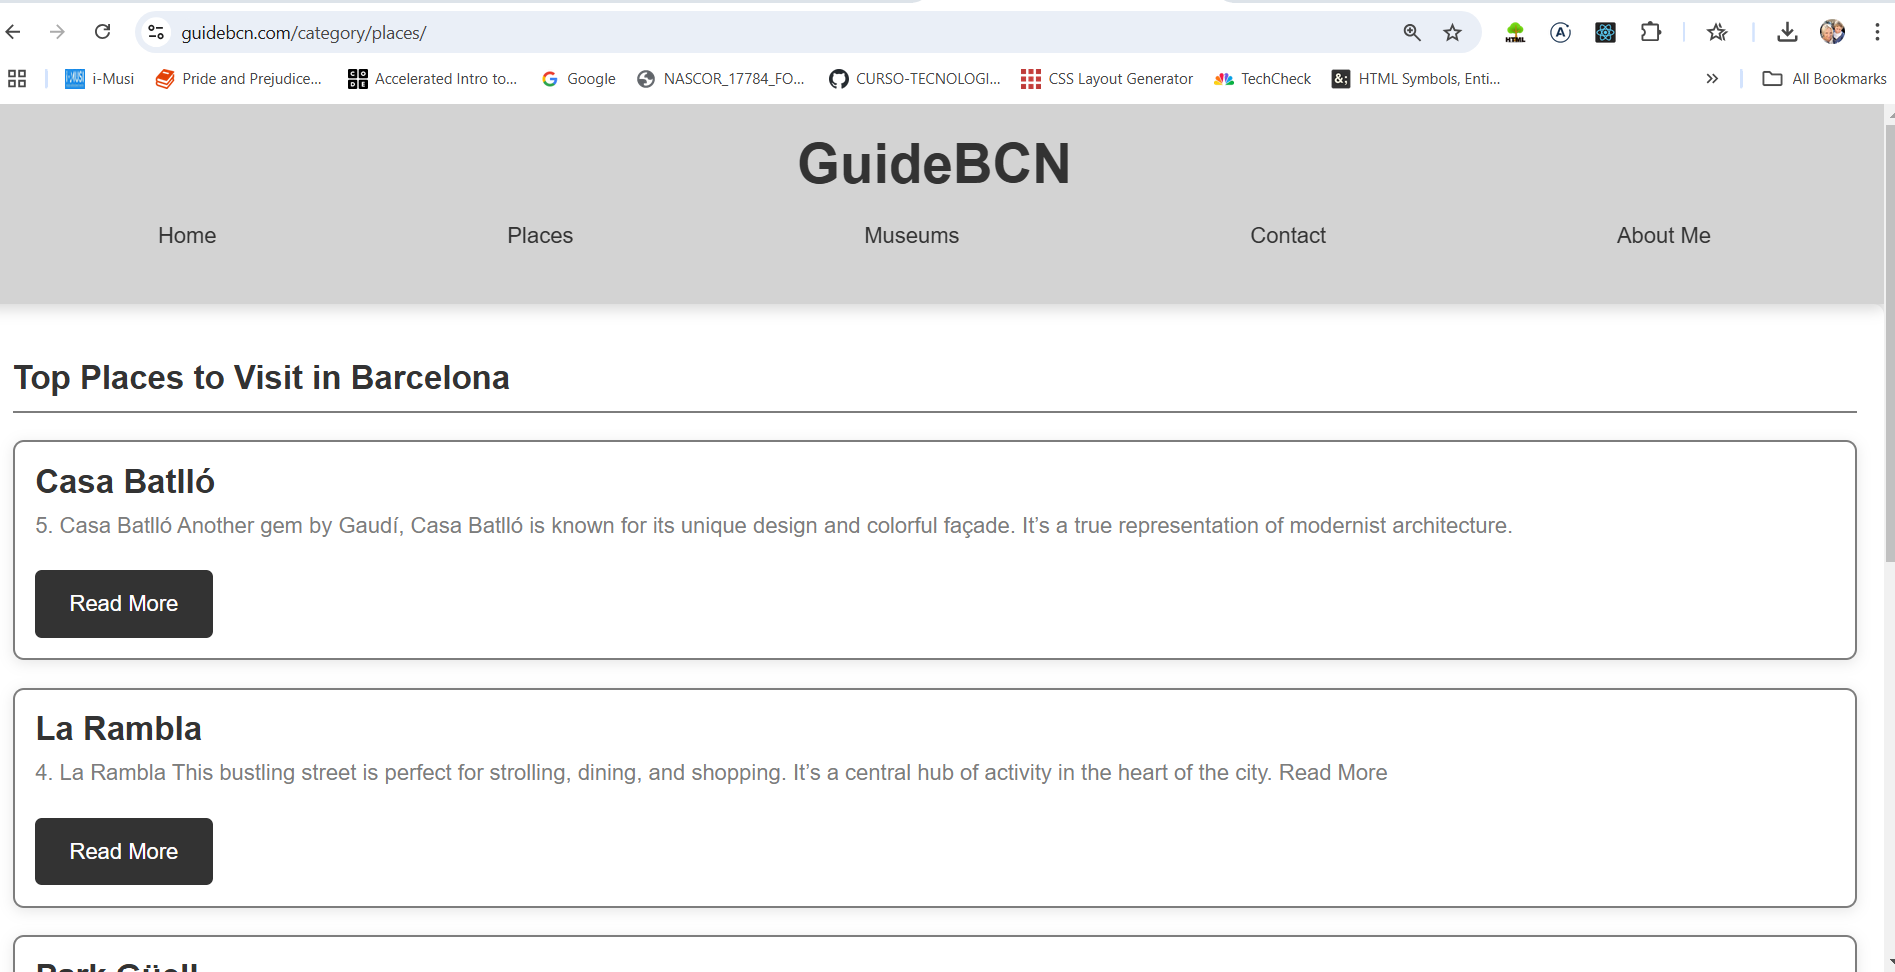 guidebcn.com/category/places/
i-Musi Pride and Prejudice... Accelerated Intro to... Google NASCOR_17784_FO... CURSO-TECNOLOGI... CSS Layout Generator TechCheck HTML Symbols, Enti... » All Bookmarks
GuideBCN
Home Places Museums Contact About Me
Top Places to Visit in Barcelona
Casa Batlló
5. Casa Batlló Another gem by Gaudí, Casa Batlló is known for its unique design and colorful façade. It’s a true representation of modernist architecture.
Read More
La Rambla
4. La Rambla This bustling street is perfect for strolling, dining, and shopping. It’s a central hub of activity in the heart of the city. Read More
Read More
Park Güell